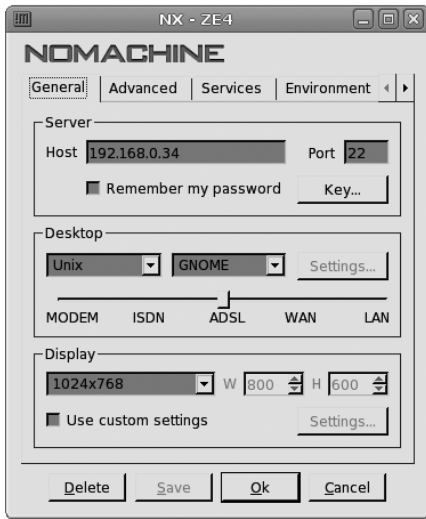 NX - ZE4
NOMACHINE
General Advanced Services Environment
Server
Host 192.168.0.34 Port 22
Remember my password Key...
Desktop
Unix GNOME Settings...
MODEM ISDN ADSL WAN LAN
Display
1024x768 W 800 H 600
Use custom settings Settings...
Delete Save Ok Cancel